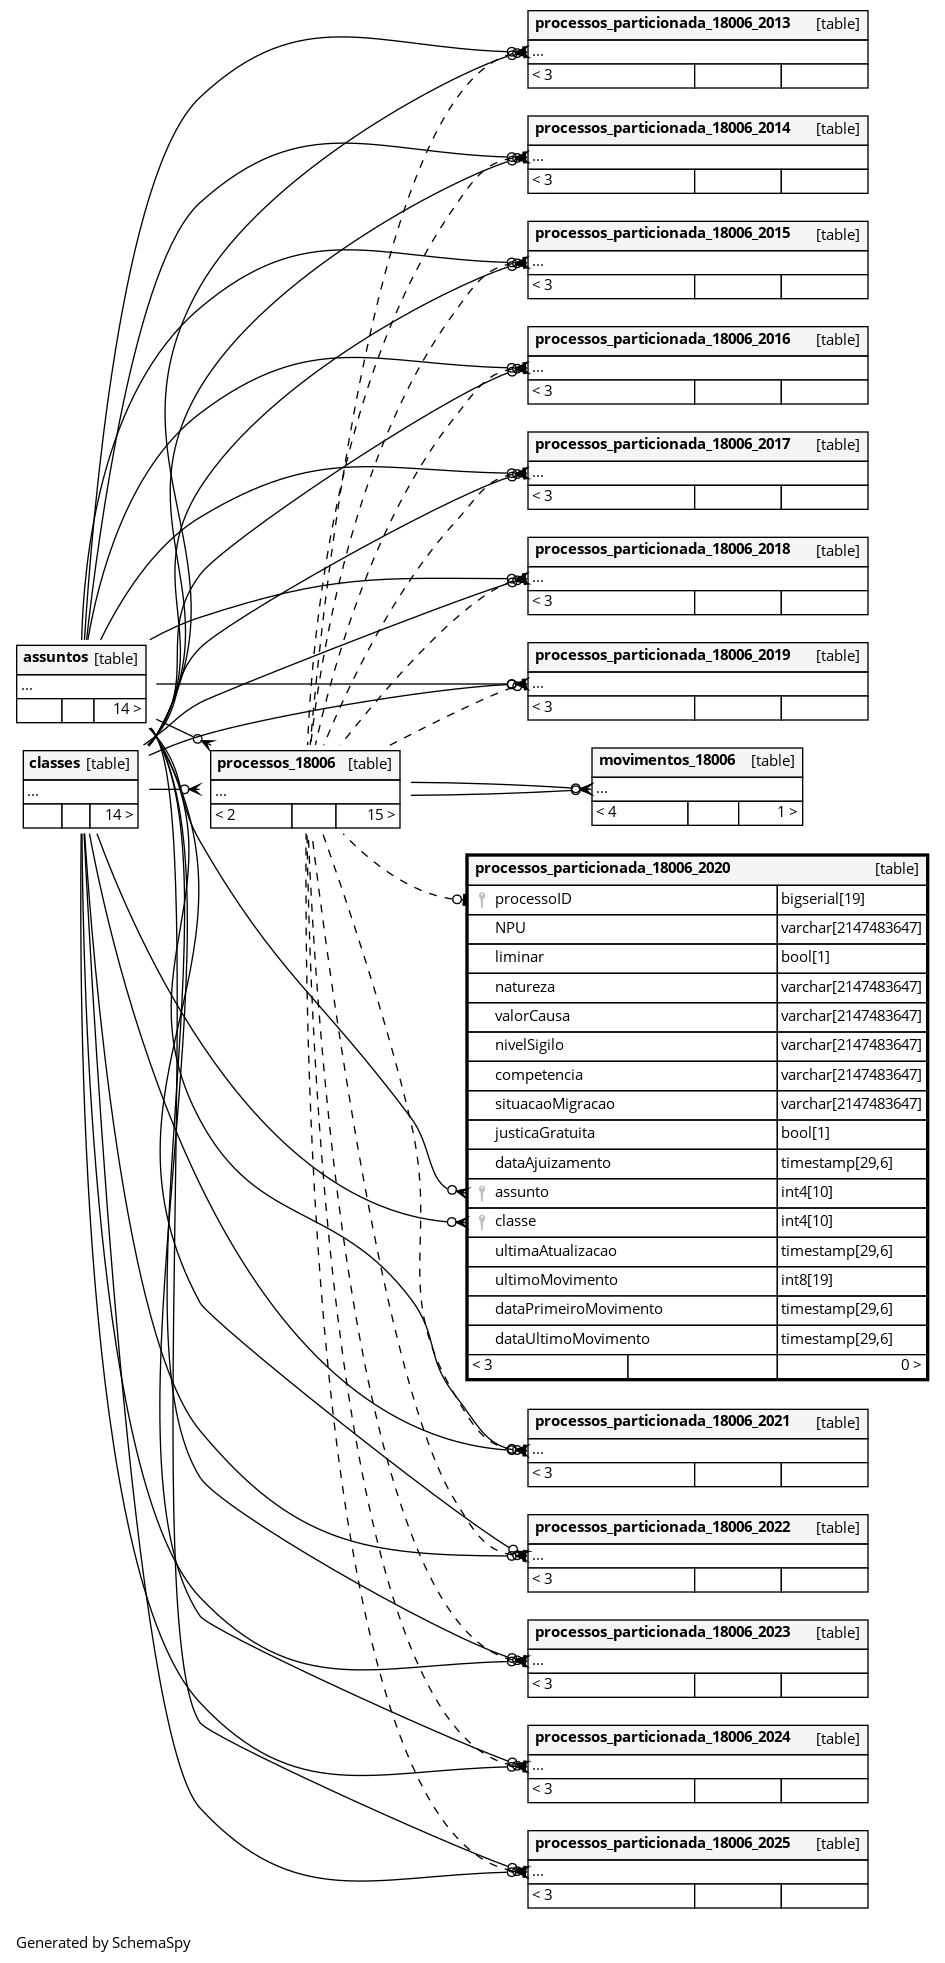 processos_particionada_18006_2013 [table]
...
< 3
processos_particionada_18006_2014 [table]
...
< 3
processos_particionada_18006_2015 [table]
...
< 3
processos_particionada_18006_2016 [table]
...
< 3
processos_particionada_18006_2017 [table]
...
< 3
processos_particionada_18006_2018 [table]
...
< 3
processos_particionada_18006_2019 [table]
...
< 3
assuntos [table]
...
14 >
classes [table]
...
14 >
processos_18006 [table]
...
< 2 15 >
movimentos_18006 [table]
...
< 4 1 >
processos_particionada_18006_2020 [table]
processoID bigserial[19]
NPU varchar[2147483647]
liminar bool[1]
natureza varchar[2147483647]
valorCausa varchar[2147483647]
nivelSigilo varchar[2147483647]
competencia varchar[2147483647]
situacaoMigracao varchar[2147483647]
justicaGratuita bool[1]
dataAjuizamento timestamp[29,6]
assunto int4[10]
classe int4[10]
ultimaAtualizacao timestamp[29,6]
ultimoMovimento int8[19]
dataPrimeiroMovimento timestamp[29,6]
dataUltimoMovimento timestamp[29,6]
< 3 0 >
processos_particionada_18006_2021 [table]
...
< 3
processos_particionada_18006_2022 [table]
...
< 3
processos_particionada_18006_2023 [table]
...
< 3
processos_particionada_18006_2024 [table]
...
< 3
processos_particionada_18006_2025 [table]
...
< 3
Generated by SchemaSpy